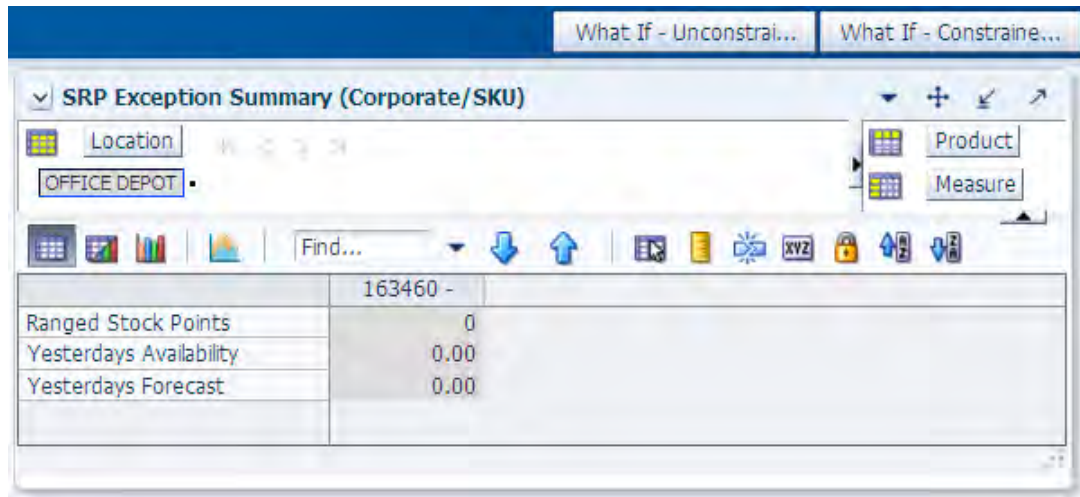 What If - Unconstrai... What If - Constraine...
SRP Exception Summary (Corporate/SKU)
Location
Product
OFFICE DEPOT
Measure
Find...
XYZ
163460 -
Ranged Stock Points 0
Yesterdays Availability 0.00
Yesterdays Forecast 0.00